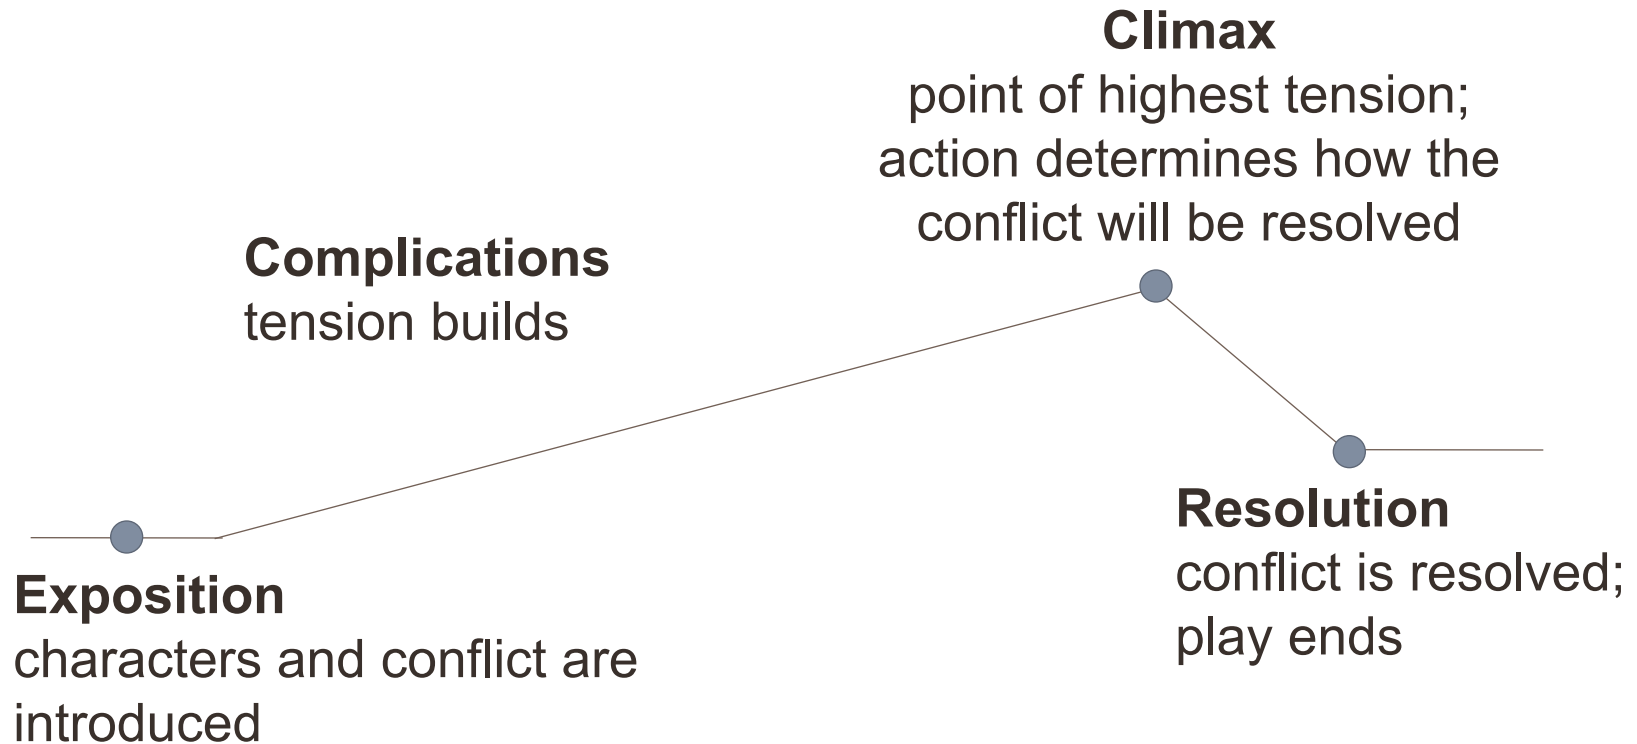 Climax
point of highest tension;
action determines how the
conflict will be resolved
Complications
tension builds
Resolution
conflict is resolved;
play ends
Exposition
characters and conflict are
introduced